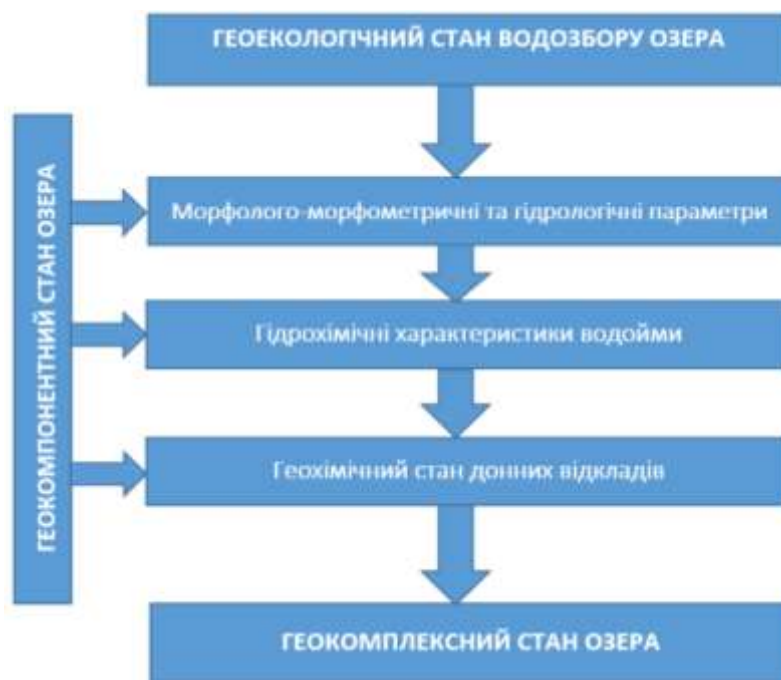 ГЕОЕКОЛОГІЧНИЙ СТАН ВОДОЗБОРУ ОЗЕРА
ГЕОКОМПОНЕНТНИЙ СТАН ОЗЕРА
Морфолого-морфометричні та гідрологічні параметри
Гідрохімічні характеристики водойми
Геохімічний стан донних відкладів
ГЕОКОМПЛЕКСНИЙ СТАН ОЗЕРА